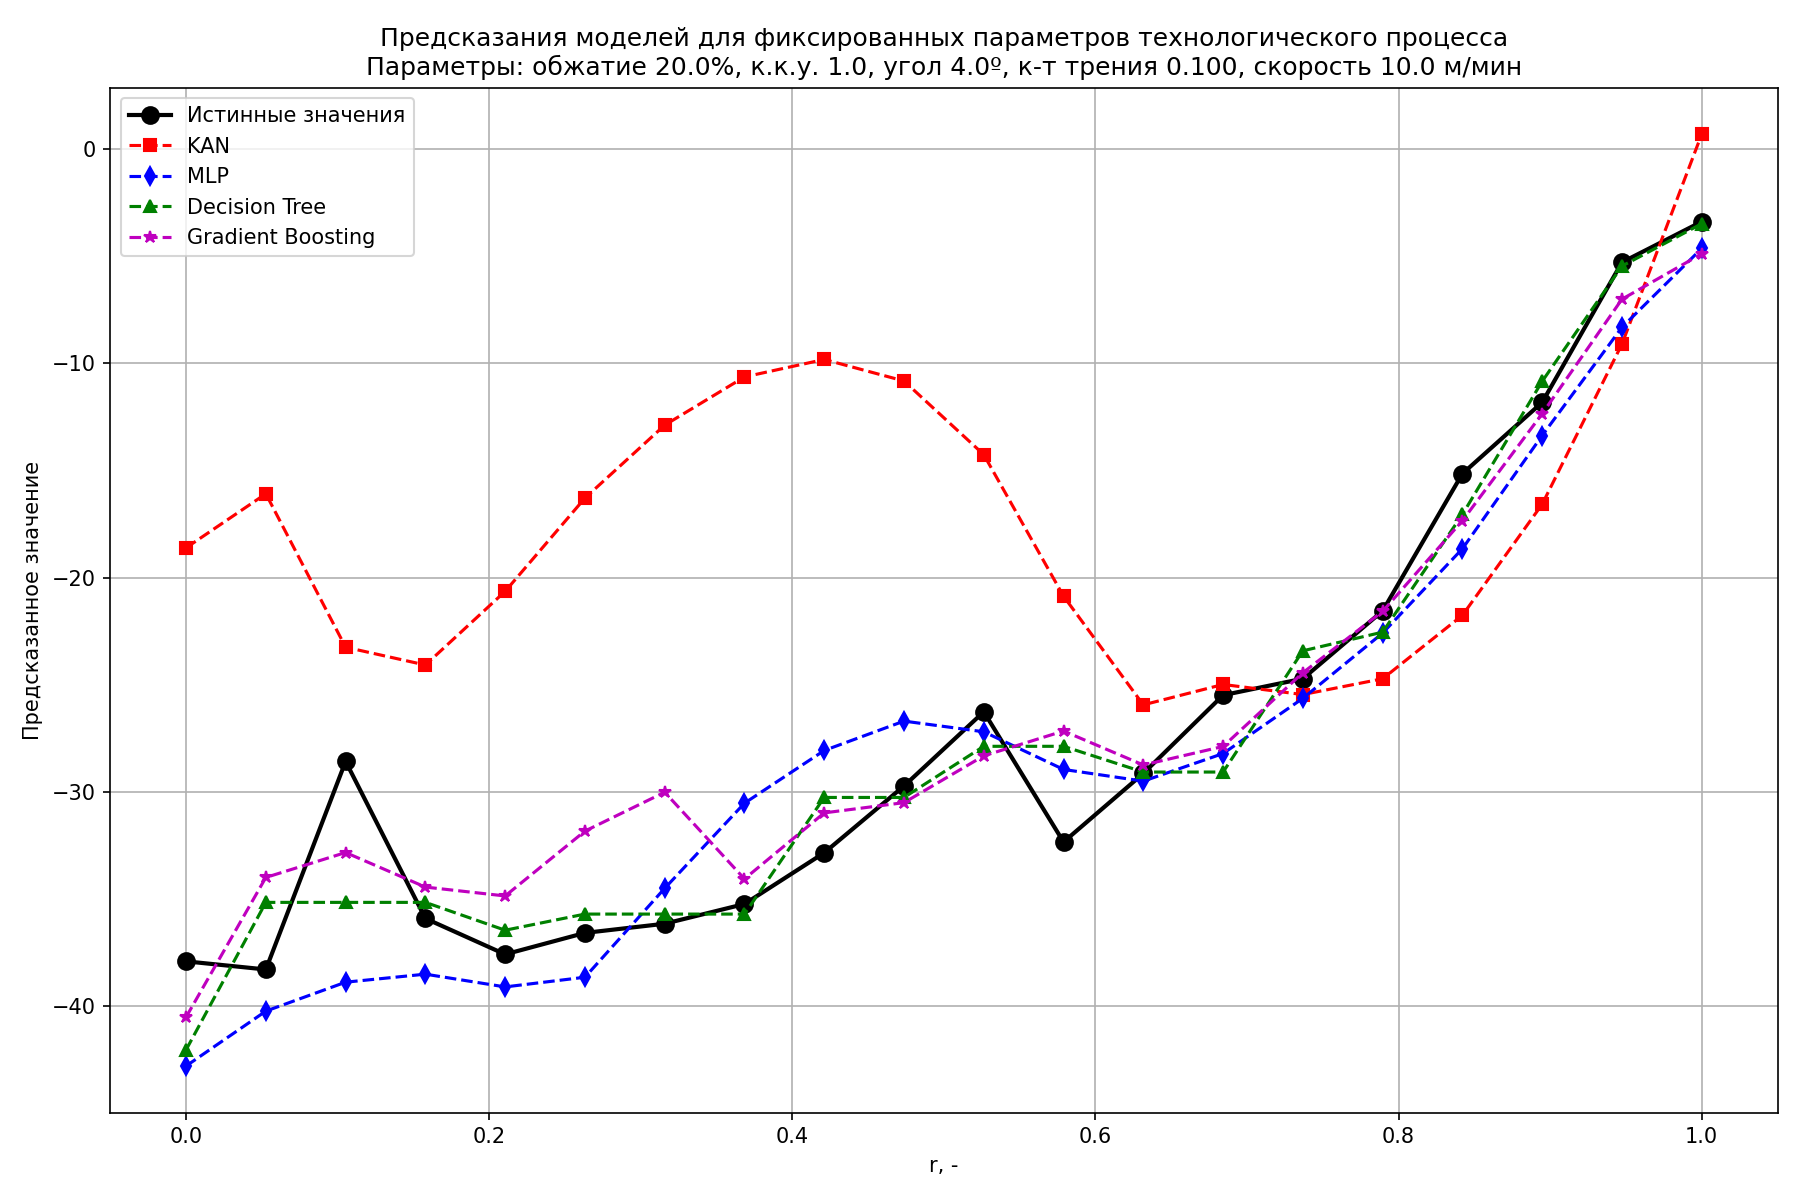 Предсказания моделей для фиксированных параметров технологического процесса
Параметры: обжатие 20.0%, к.к.у. 1.0, угол 4.0º, к-т трения 0.100, скорость 10.0 м/мин
Истинные значения
KAN
MLP
Decision Tree
Gradient Boosting
Предсказанное значение
0
−10
−20
−30
−40
0.0 0.2 0.4 0.6 0.8 1.0
r, -